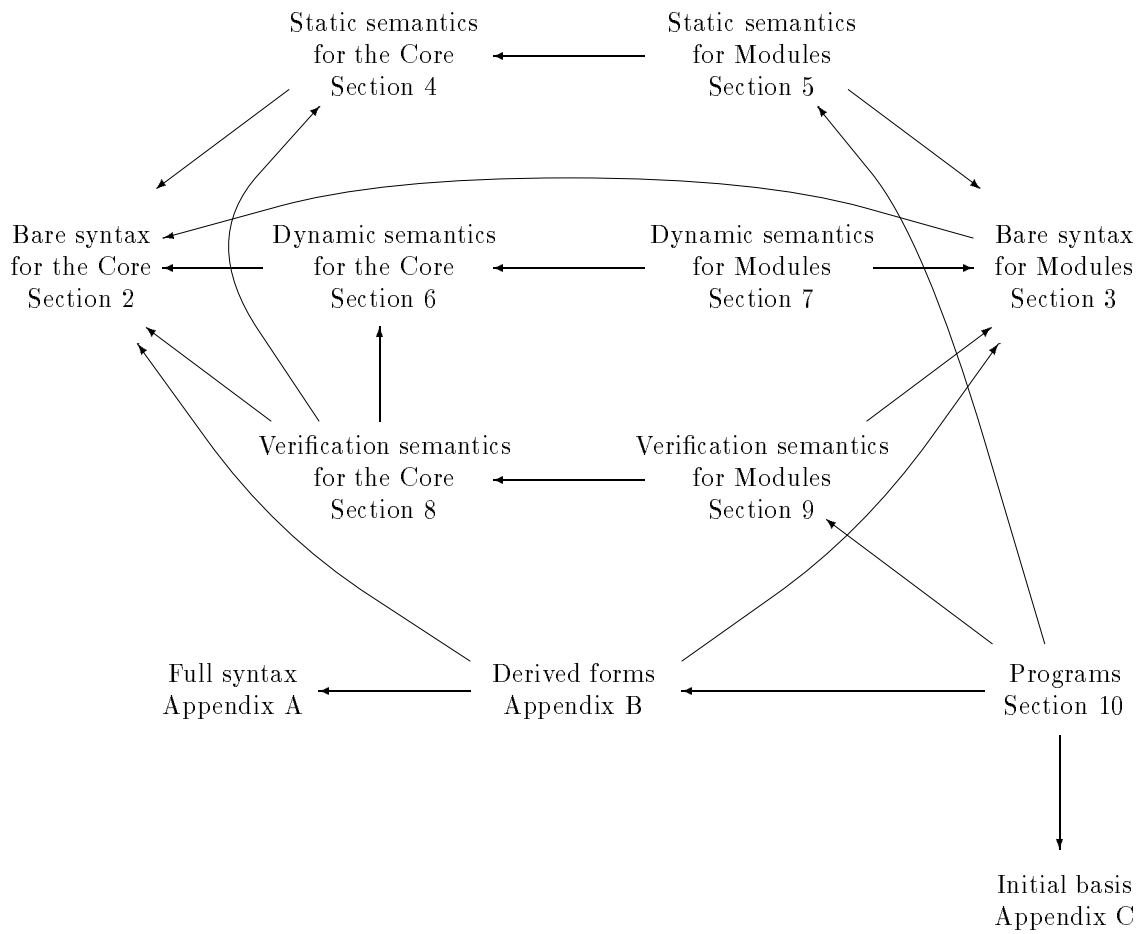 Static semantics
for the Core
Section 4
Static semantics
for Modules
Section 5
Bare syntax
for the Core
Section 2
Dynamic semantics
for the Core
Section 6
Dynamic semantics
for Modules
Section 7
Bare syntax
for Modules
Section 3
Verification semantics
for the Core
Section 8
Verification semantics
for Modules
Section 9
Full syntax
Appendix A
Derived forms
Appendix B
Programs
Section 10
Initial basis
Appendix C